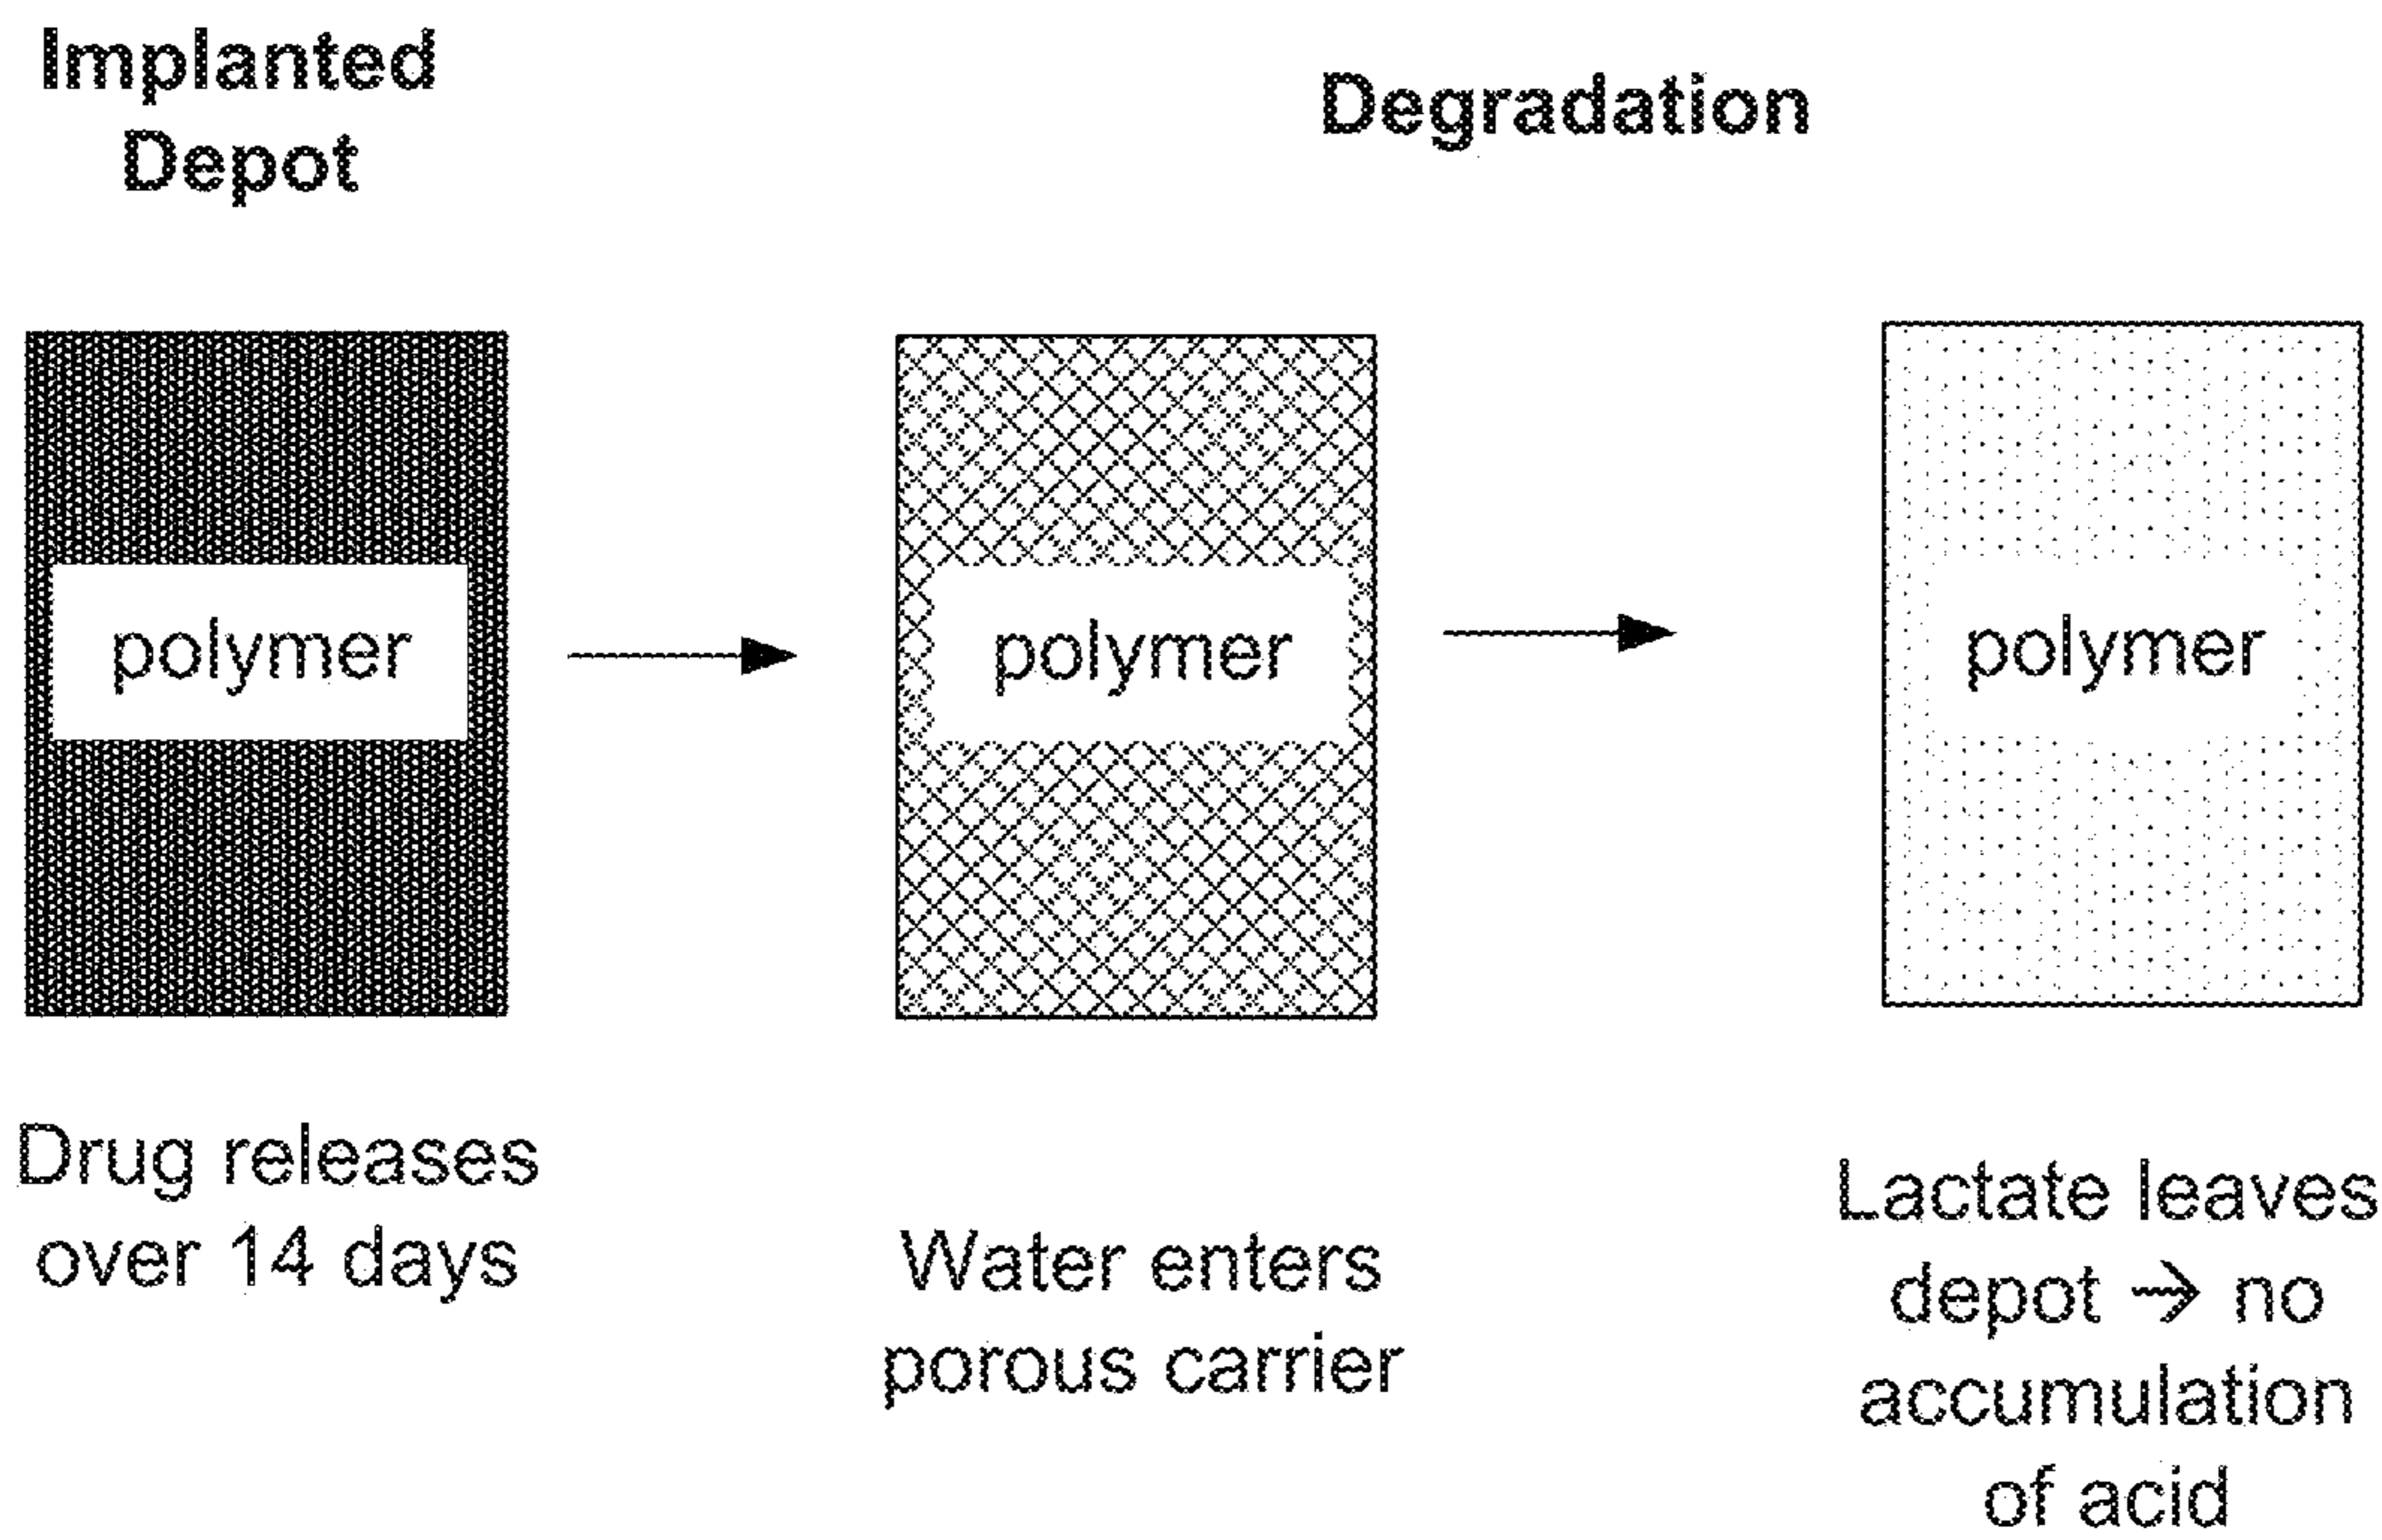 Implanted
Depot
Degradation
polymer
polymer
polymer
Drug releases
over 14 days
Water enters
porous carrier
Lactate leaves
depot → no
accumulation
of acid